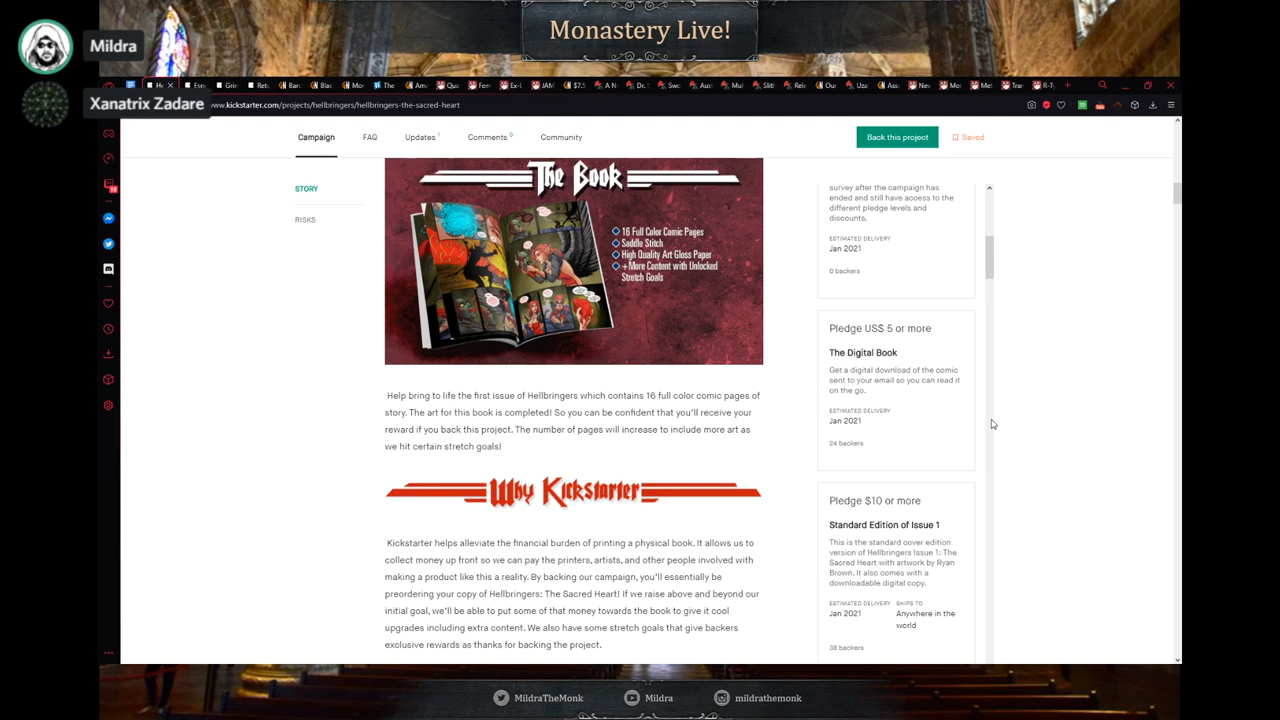 Monastery Live!
Mildra
Xanatrix Zadare
www.kickstarter.com/projects/hellbringers/hellbringers-the-sacred-heart
Campaign
FAQ
Updates 1
Comments 0
Community
Back this project
Saved
STORY
RISKS
The Book
16 Full Color Comic Pages
Saddle Stitch
High Quality Art Gloss Paper
+More Content with Unlocked
Stretch Goals
Help bring to life the first issue of Hellbringers which contains 16 full color comic pages of
story. The art for this book is completed! So you can be confident that you'll receive your
reward if you back this project. The number of pages will increase to include more art as
we hit certain stretch goals!
Why Kickstarter
Kickstarter helps alleviate the financial burden of printing a physical book. It allows us to
collect money up front so we can pay the printers, artists, and other people involved with
making a product like this a reality. By backing our campaign, you'll essentially be
preordering your copy of Hellbringers: The Sacred Heart! If we raise above and beyond our
initial goal, we'll be able to put some of that money towards the book to give it cool
upgrades including extra content. We also have some stretch goals that give backers
exclusive rewards as thanks for backing the project.
survey after the campaign has
ended and still have access to the
different pledge levels and
discounts.
ESTIMATED DELIVERY
Jan 2021
0 backers
Pledge US$ 5 or more
The Digital Book
Get a digital download of the comic
sent to your email so you can read it
on the go.
ESTIMATED DELIVERY
Jan 2021
24 backers
Pledge $10 or more
Standard Edition of Issue 1
This is the standard cover edition
version of Hellbringers Issue 1: The
Sacred Heart with artwork by Ryan
Brown. It also comes with a
downloadable digital copy.
ESTIMATED DELIVERY
Jan 2021
SHIPS TO
Anywhere in the
world
38 backers
MildraTheMonk
Mildra
mildrathemonk